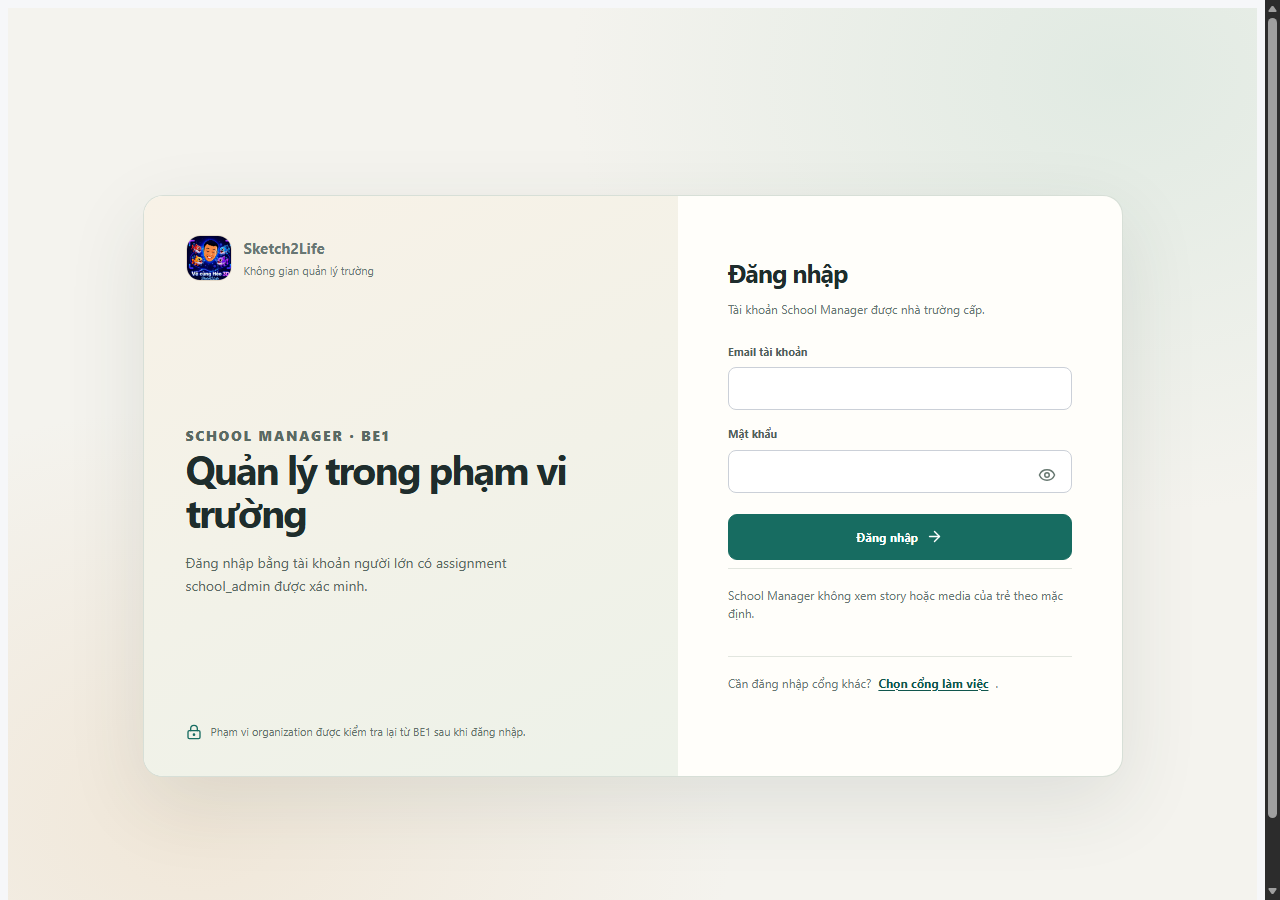 Sketch2Life
Không gian quản lý trường
SCHOOL MANAGER · BE1
Quản lý trong phạm vi
trường
Đăng nhập bằng tài khoản người lớn có assignment
school_admin được xác minh.
Phạm vi organization được kiểm tra lại từ BE1 sau khi đăng nhập.
Đăng nhập
Tài khoản School Manager được nhà trường cấp.
Email tài khoản
Mật khẩu
Đăng nhập
School Manager không xem story hoặc media của trẻ theo mặc
định.
Cần đăng nhập cổng khác? Chọn cổng làm việc .